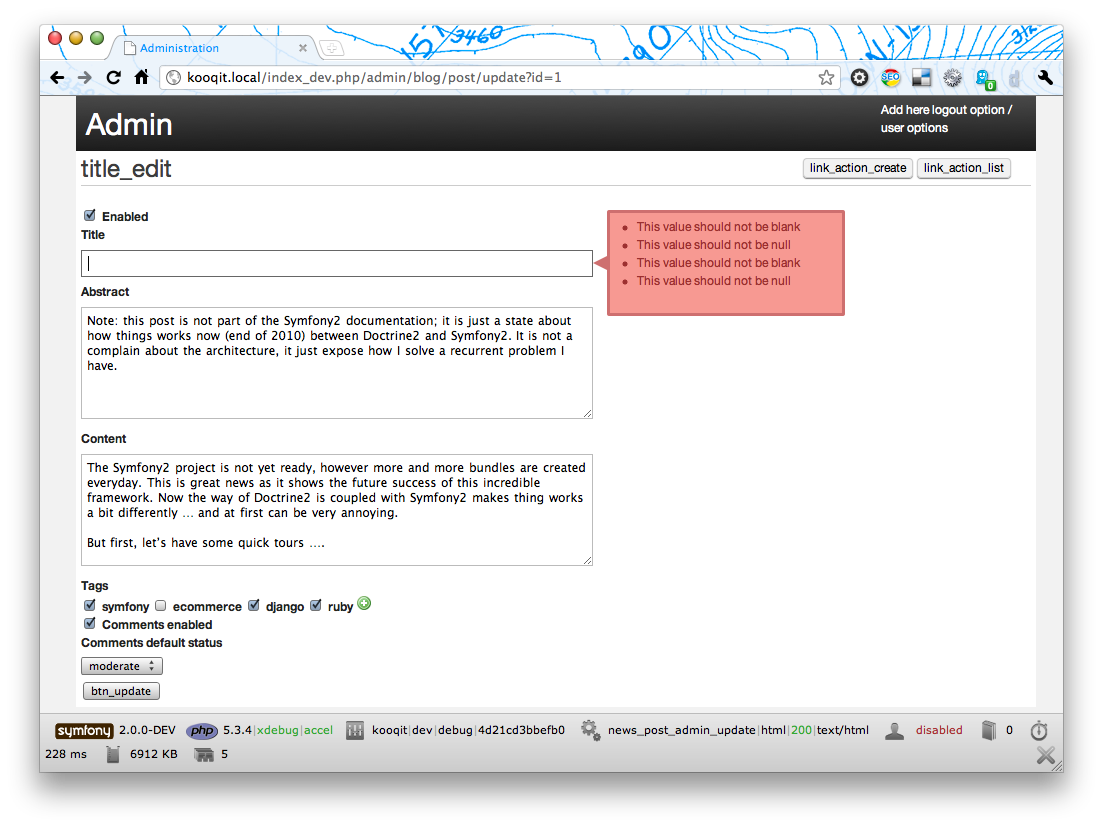 3460
Administration
kooqit.local/index_dev.php/admin/blog/post/update?id=1
SEO
0
Admin
Add here logout option /
user options
title_edit
link_action_create link_action_list
Enabled
Title
This value should not be blank
This value should not be null
This value should not be blank
This value should not be null
Abstract
Note: this post is not part of the Symfony2 documentation; it is just a state about
how things works now (end of 2010) between Doctrine2 and Symfony2. It is not a
complain about the architecture, it just expose how I solve a recurrent problem I
have.
Content
The Symfony2 project is not yet ready, however more and more bundles are created
everyday. This is great news as it shows the future success of this incredible
framework. Now the way of Doctrine2 is coupled with Symfony2 makes thing works
a bit differently ... and at first can be very annoying.
But first, let's have some quick tours ....
Tags
symfony ecommerce django ruby
Comments enabled
Comments default status
moderate
btn_update
symfony 2.0.0-DEV php 5.3.4|xdebug|accel kooqit|dev|debug|4d21cd3bbefb0 news_post_admin_update|html|200|text/html disabled 0
228 ms 6912 KB 5